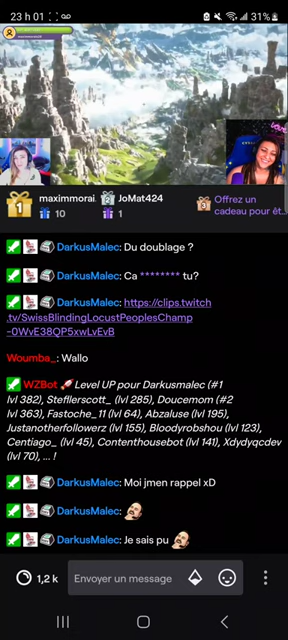 23 h 01
31%
maximmorai.
10
JoMat424
1
Offrez un
cadeau pour êt..
1
2
3
DarkusMalec: Du doublage ?
DarkusMalec: Ca ******** tu?
DarkusMalec: https://clips.twitch
.tv/SwissBlindingLocustPeoplesChamp
-0WvE38QP5xwLvEvB
Woumba_: Wallo
WZBot 🚀 Level UP pour Darkusmalec (#1
lvl 382), Stefllerscott_ (lvl 285), Doucemom (#2
lvl 363), Fastoche_11 (lvl 64), Abzaluse (lvl 195),
Justanotherfollowerz (lvl 155), Bloodyrobshou (lvl 123),
Centiago_ (lvl 45), Contenthousebot (lvl 141), Xdydyqcdev
(lvl 70), ... !
DarkusMalec: Moi jmen rappel xD
DarkusMalec:
DarkusMalec: Je sais pu
1,2 k
Envoyer un message